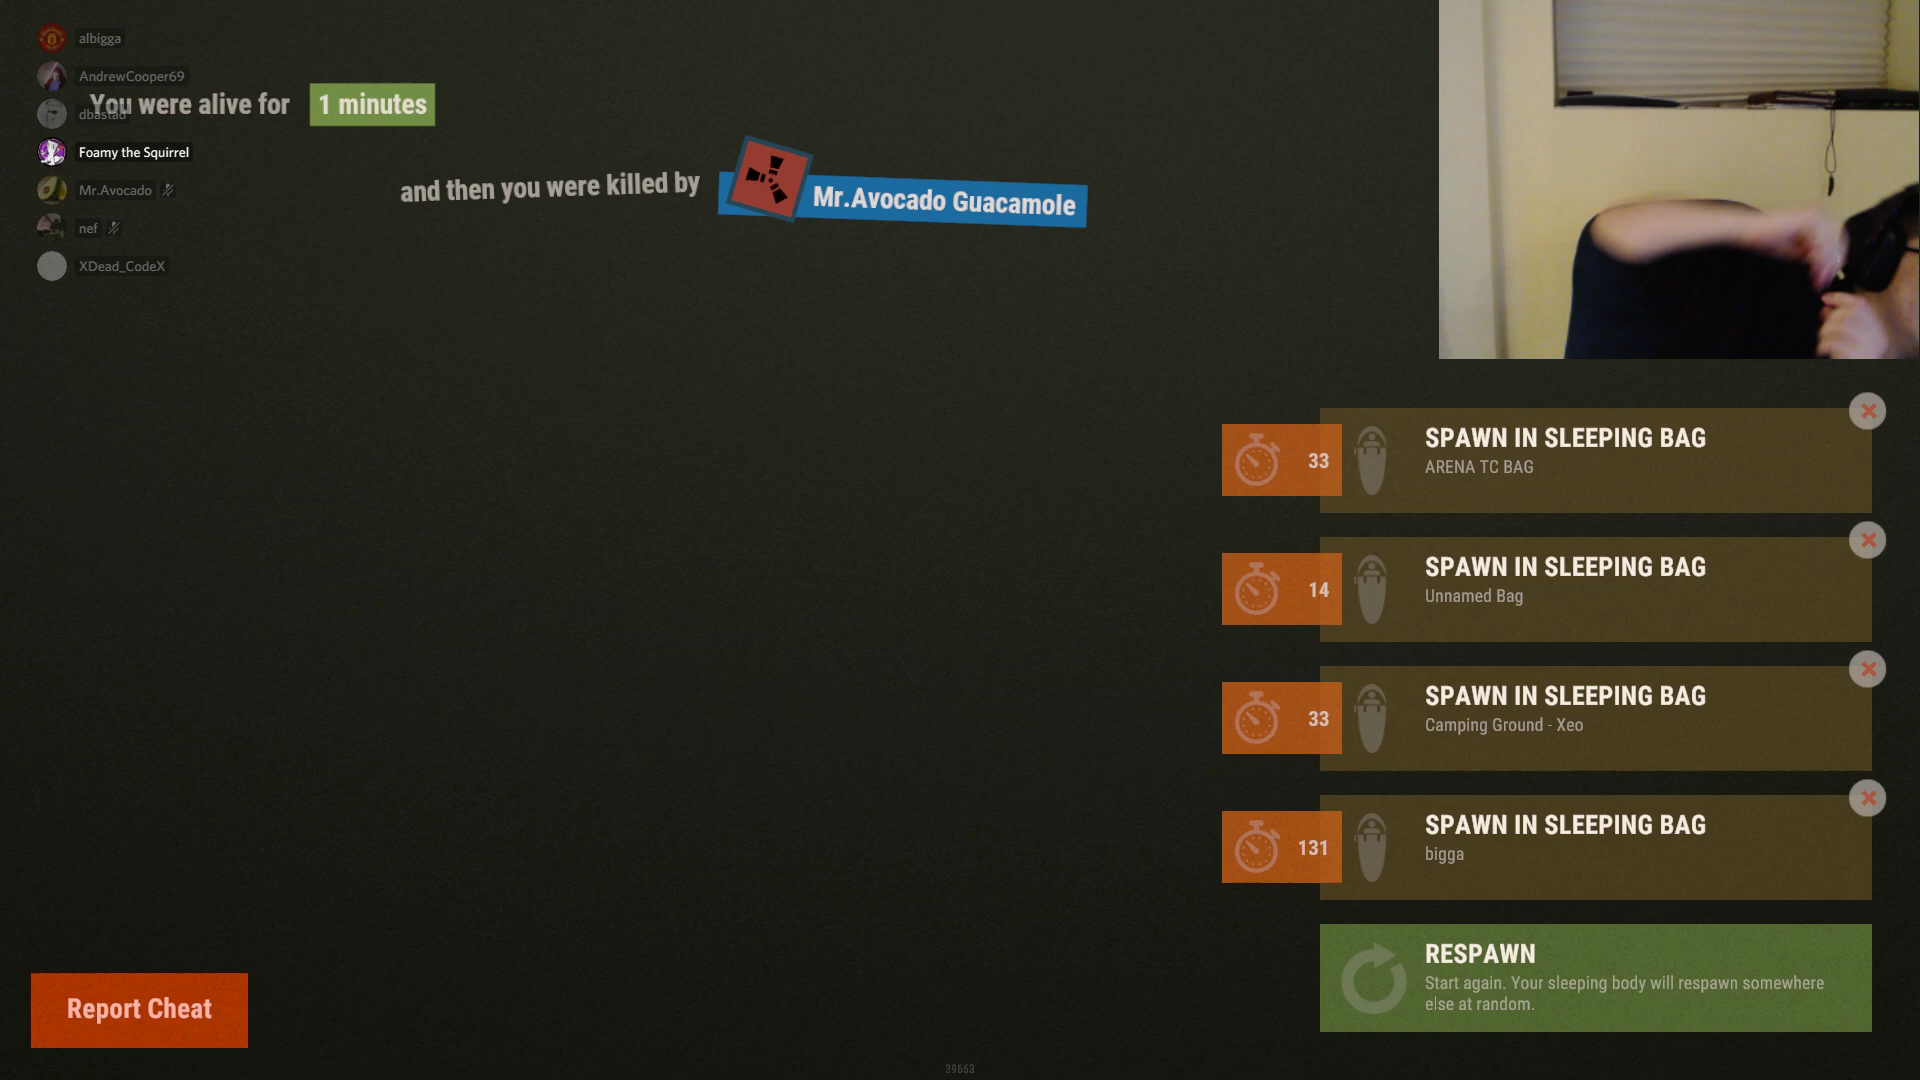 albigga
AndrewCooper69
You were alive for 1 minutes
dbastad
Foamy the Squirrel
and then you were killed by Mr.Avocado Guacamole
Mr.Avocado
nef
XDead_CodeX
33 SPAWN IN SLEEPING BAG
ARENA TC BAG
14 SPAWN IN SLEEPING BAG
Unnamed Bag
33 SPAWN IN SLEEPING BAG
Camping Ground - Xeo
131 SPAWN IN SLEEPING BAG
bigga
RESPAWN
Start again. Your sleeping body will respawn somewhere
else at random.
Report Cheat
39663